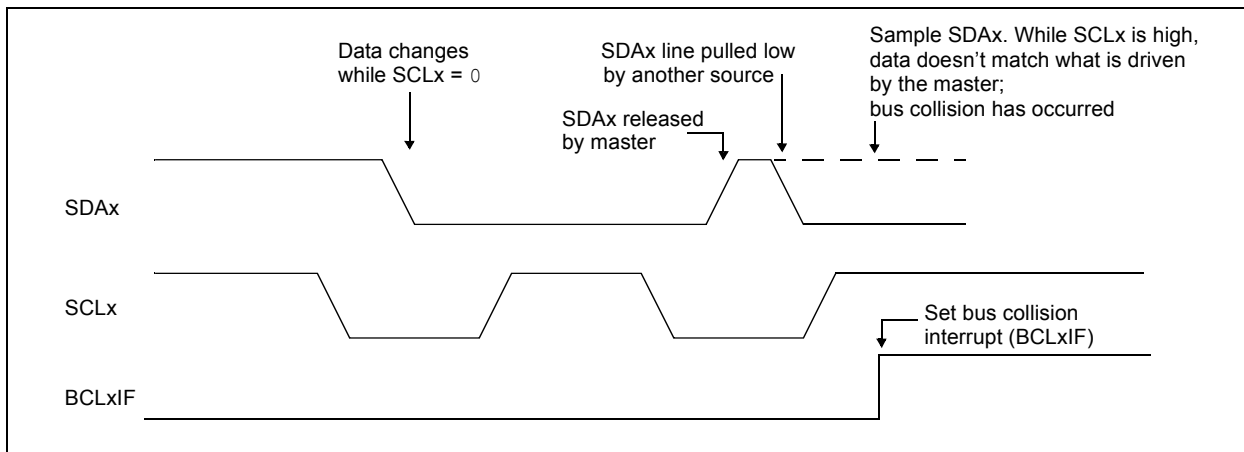 Data changes
while SCLx = 0
SDAx line pulled low
by another source
Sample SDAx. While SCLx is high,
data doesn’t match what is driven
by the master;
bus collision has occurred
SDAx released
by master
SDAx
SCLx
Set bus collision
interrupt (BCLxIF)
BCLxIF